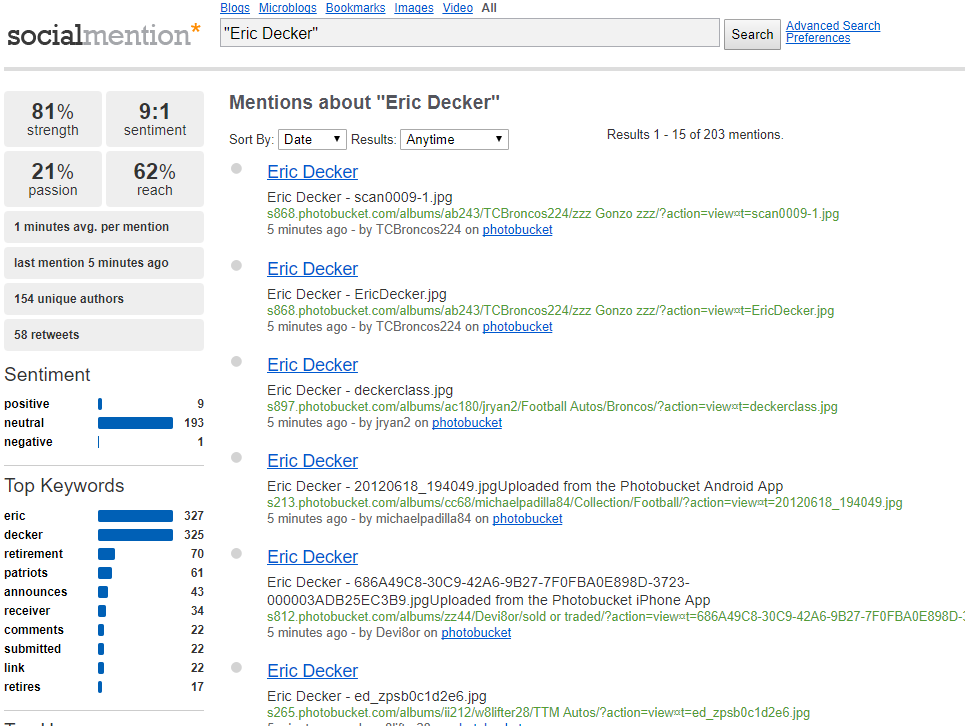 Blogs Microblogs Bookmarks Images Video All
socialmention*
"Eric Decker"
Search
Advanced Search
Preferences
81%
strength
9:1
sentiment
21%
passion
62%
reach
1 minutes avg. per mention
last mention 5 minutes ago
154 unique authors
58 retweets
Sentiment
positive 9
neutral 193
negative 1
Top Keywords
eric 327
decker 325
retirement 70
patriots 61
announces 43
receiver 34
comments 22
submitted 22
link 22
retires 17
Mentions about "Eric Decker"
Sort By: Date Results: Anytime
Results 1 - 15 of 203 mentions.
Eric Decker
Eric Decker - scan0009-1.jpg
s868.photobucket.com/albums/ab243/TCBroncos224/zzz Gonzo zzz/?action=view¤t=scan0009-1.jpg
5 minutes ago - by TCBroncos224 on photobucket
Eric Decker
Eric Decker - EricDecker.jpg
s868.photobucket.com/albums/ab243/TCBroncos224/zzz Gonzo zzz/?action=view¤t=EricDecker.jpg
5 minutes ago - by TCBroncos224 on photobucket
Eric Decker
Eric Decker - deckerclass.jpg
s897.photobucket.com/albums/ac180/jryan2/Football Autos/Broncos/?action=view¤t=deckerclass.jpg
5 minutes ago - by jryan2 on photobucket
Eric Decker
Eric Decker - 20120618_194049.jpgUploaded from the Photobucket Android App
s213.photobucket.com/albums/cc68/michaelpadilla84/Collection/Football/?action=view¤t=20120618_194049.jpg
5 minutes ago - by michaelpadilla84 on photobucket
Eric Decker
Eric Decker - 686A49C8-30C9-42A6-9B27-7F0FBA0E898D-3723-
000003ADB25EC3B9.jpgUploaded from the Photobucket iPhone App
s812.photobucket.com/albums/zz44/Devi8or/sold or traded/?action=view¤t=686A49C8-30C9-42A6-9B27-7F0FBA0E898D-3
5 minutes ago - by Devi8or on photobucket
Eric Decker
Eric Decker - ed_zpsb0c1d2e6.jpg
s265.photobucket.com/albums/ii212/w8lifter28/TTM Autos/?action=view¤t=ed_zpsb0c1d2e6.jpg